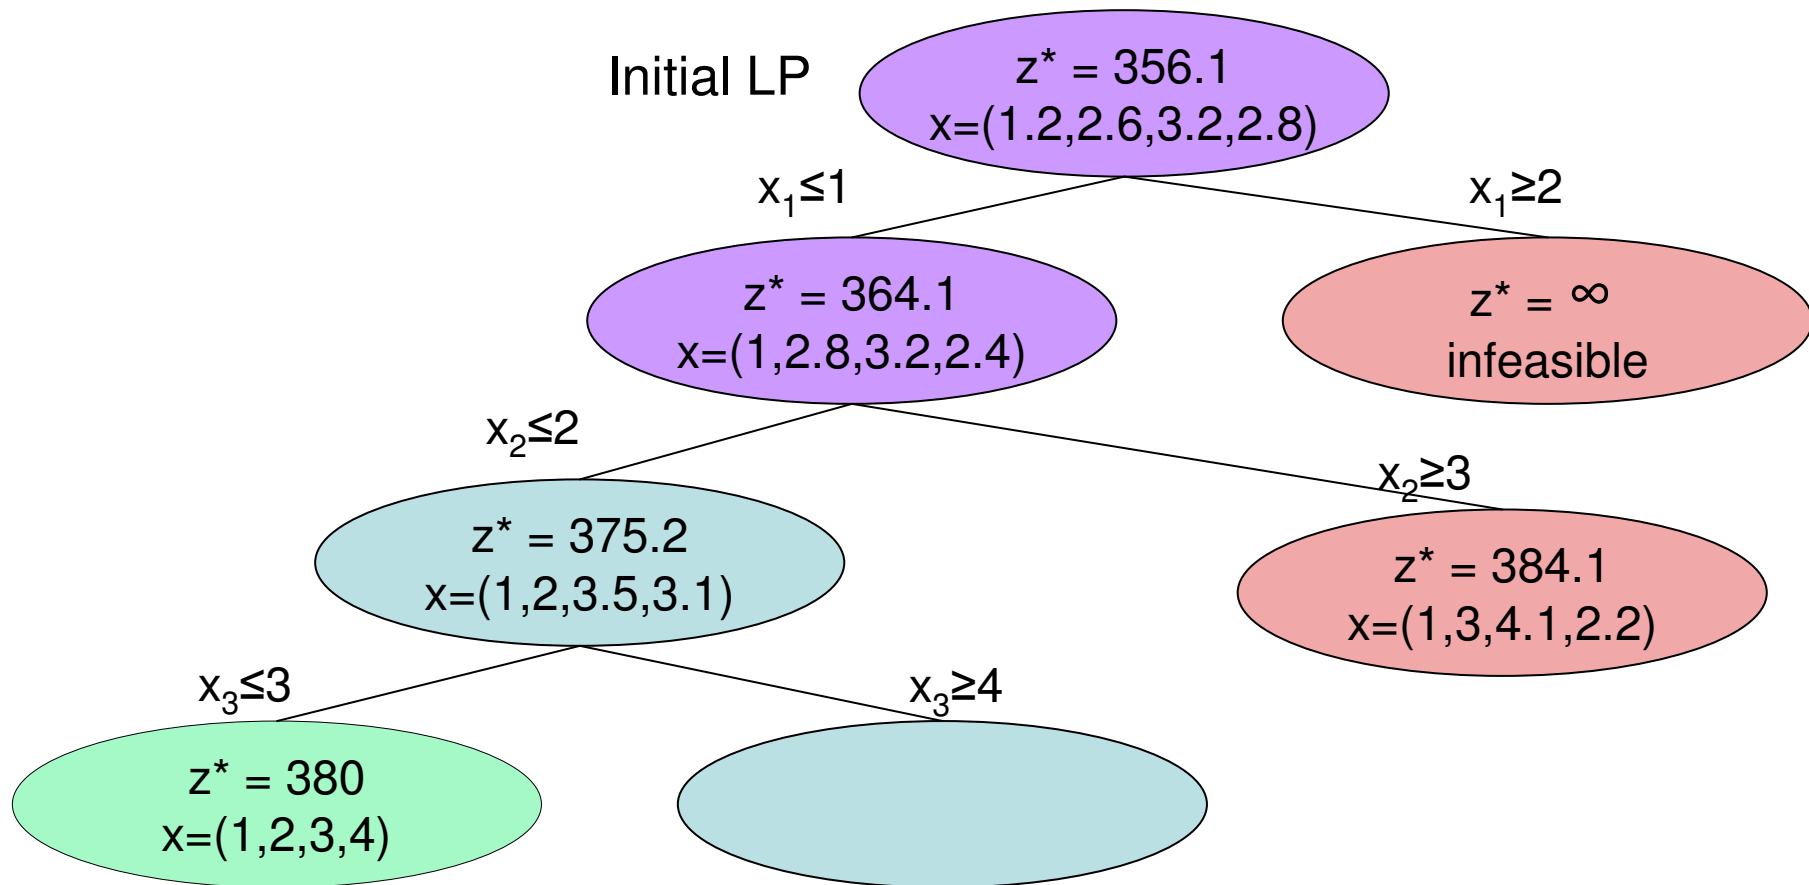 Initial LP
z* = 356.1
x=(1.2,2.6,3.2,2.8)
x₁≤1
x₁≥2
z* = 364.1
x=(1,2.8,3.2,2.4)
z* = ∞
infeasible
x₂≤2
x₂≥3
z* = 375.2
x=(1,2,3.5,3.1)
z* = 384.1
x=(1,3,4.1,2.2)
x₃≤3
x₃≥4
z* = 380
x=(1,2,3,4)